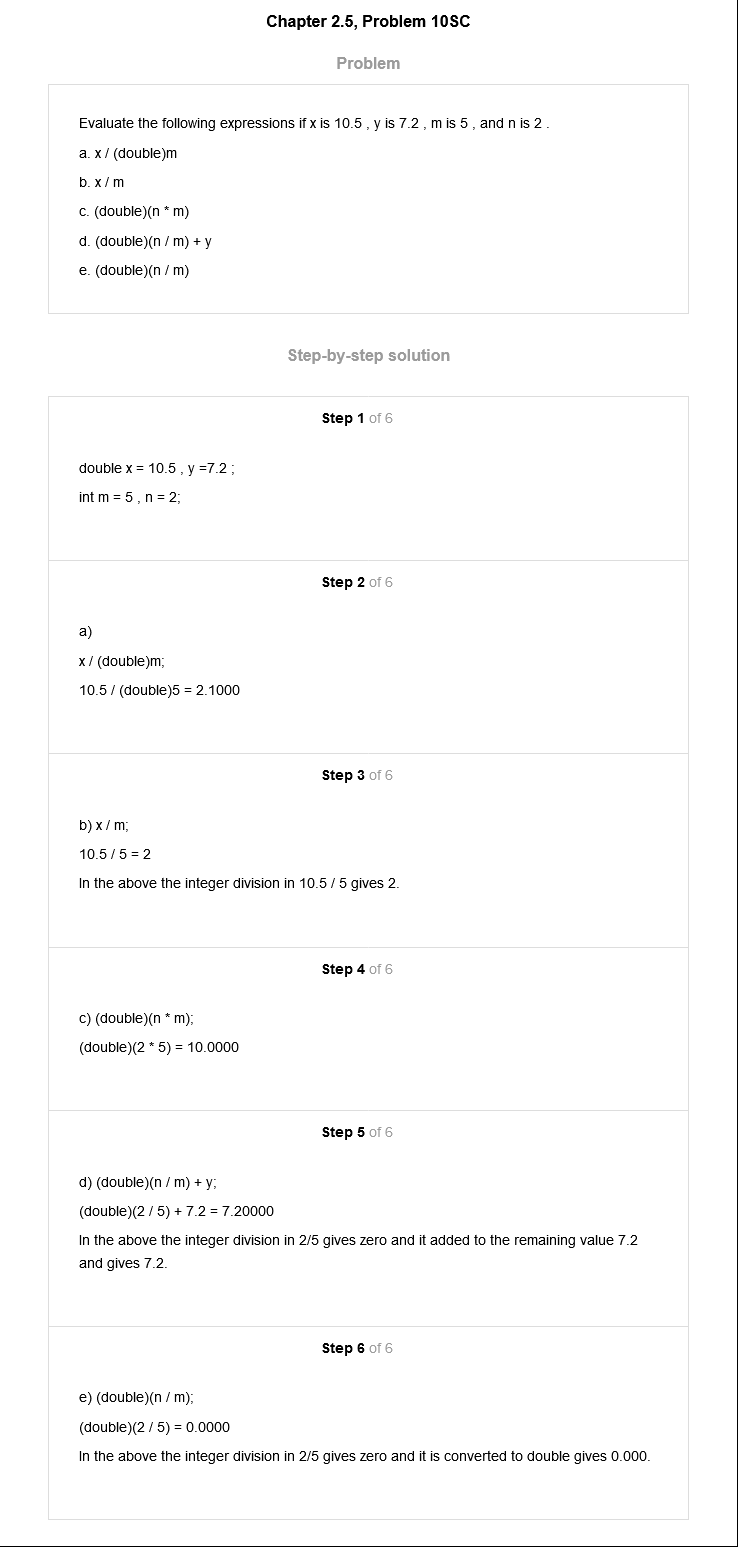 Chapter 2.5, Problem 10SC
Problem
Evaluate the following expressions if x is 10.5 , y is 7.2 , m is 5 , and n is 2 .
a. x / (double)m
b. x / m
c. (double)(n * m)
d. (double)(n / m) + y
e. (double)(n / m)
Step-by-step solution
Step 1 of 6
double x = 10.5 , y =7.2 ;
int m = 5 , n = 2;
Step 2 of 6
a)
x / (double)m;
10.5 / (double)5 = 2.1000
Step 3 of 6
b) x / m;
10.5 / 5 = 2
In the above the integer division in 10.5 / 5 gives 2.
Step 4 of 6
c) (double)(n * m);
(double)(2 * 5) = 10.0000
Step 5 of 6
d) (double)(n / m) + y;
(double)(2 / 5) + 7.2 = 7.20000
In the above the integer division in 2/5 gives zero and it added to the remaining value 7.2
and gives 7.2.
Step 6 of 6
e) (double)(n / m);
(double)(2 / 5) = 0.0000
In the above the integer division in 2/5 gives zero and it is converted to double gives 0.000.